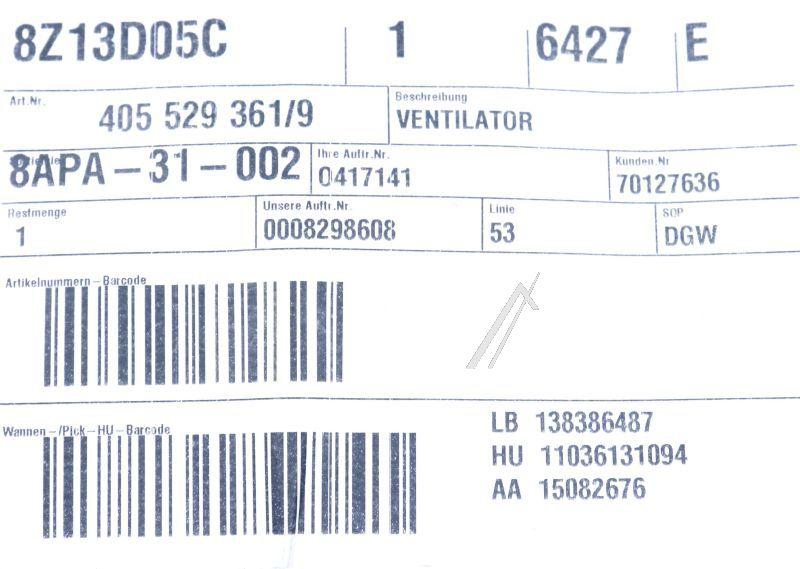 8Z13D05C 1 6427 E
Art.Nr. 405 529 361/9 Beschreibung VENTILATOR
8APA-31-002 Ihre Auftr.Nr. 0417141 Kunden.Nr 70127636
Restmenge 1 Unsere Auftr.Nr. 0008298608 Linie 53 SOP DGW
Artikelnummern-Barcode
Wannen-/Pick-HU-Barcode
LB 138386487
HU 11036131094
AA 15082676